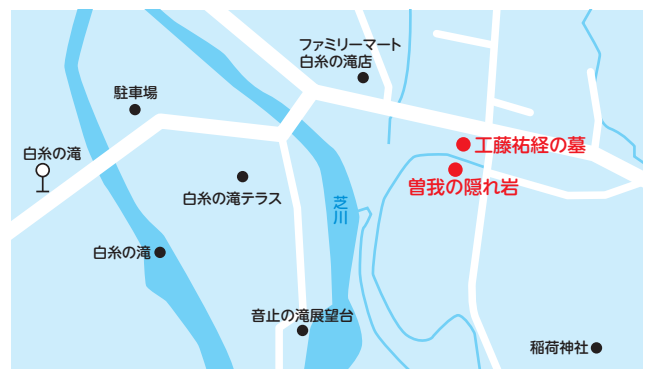 ファミリーマート
白糸の滝店
駐車場
工藤祐経の墓
白糸の滝
曽我の隠れ岩
白糸の滝テラス
芝川
白糸の滝
音止の滝展望台
稲荷神社